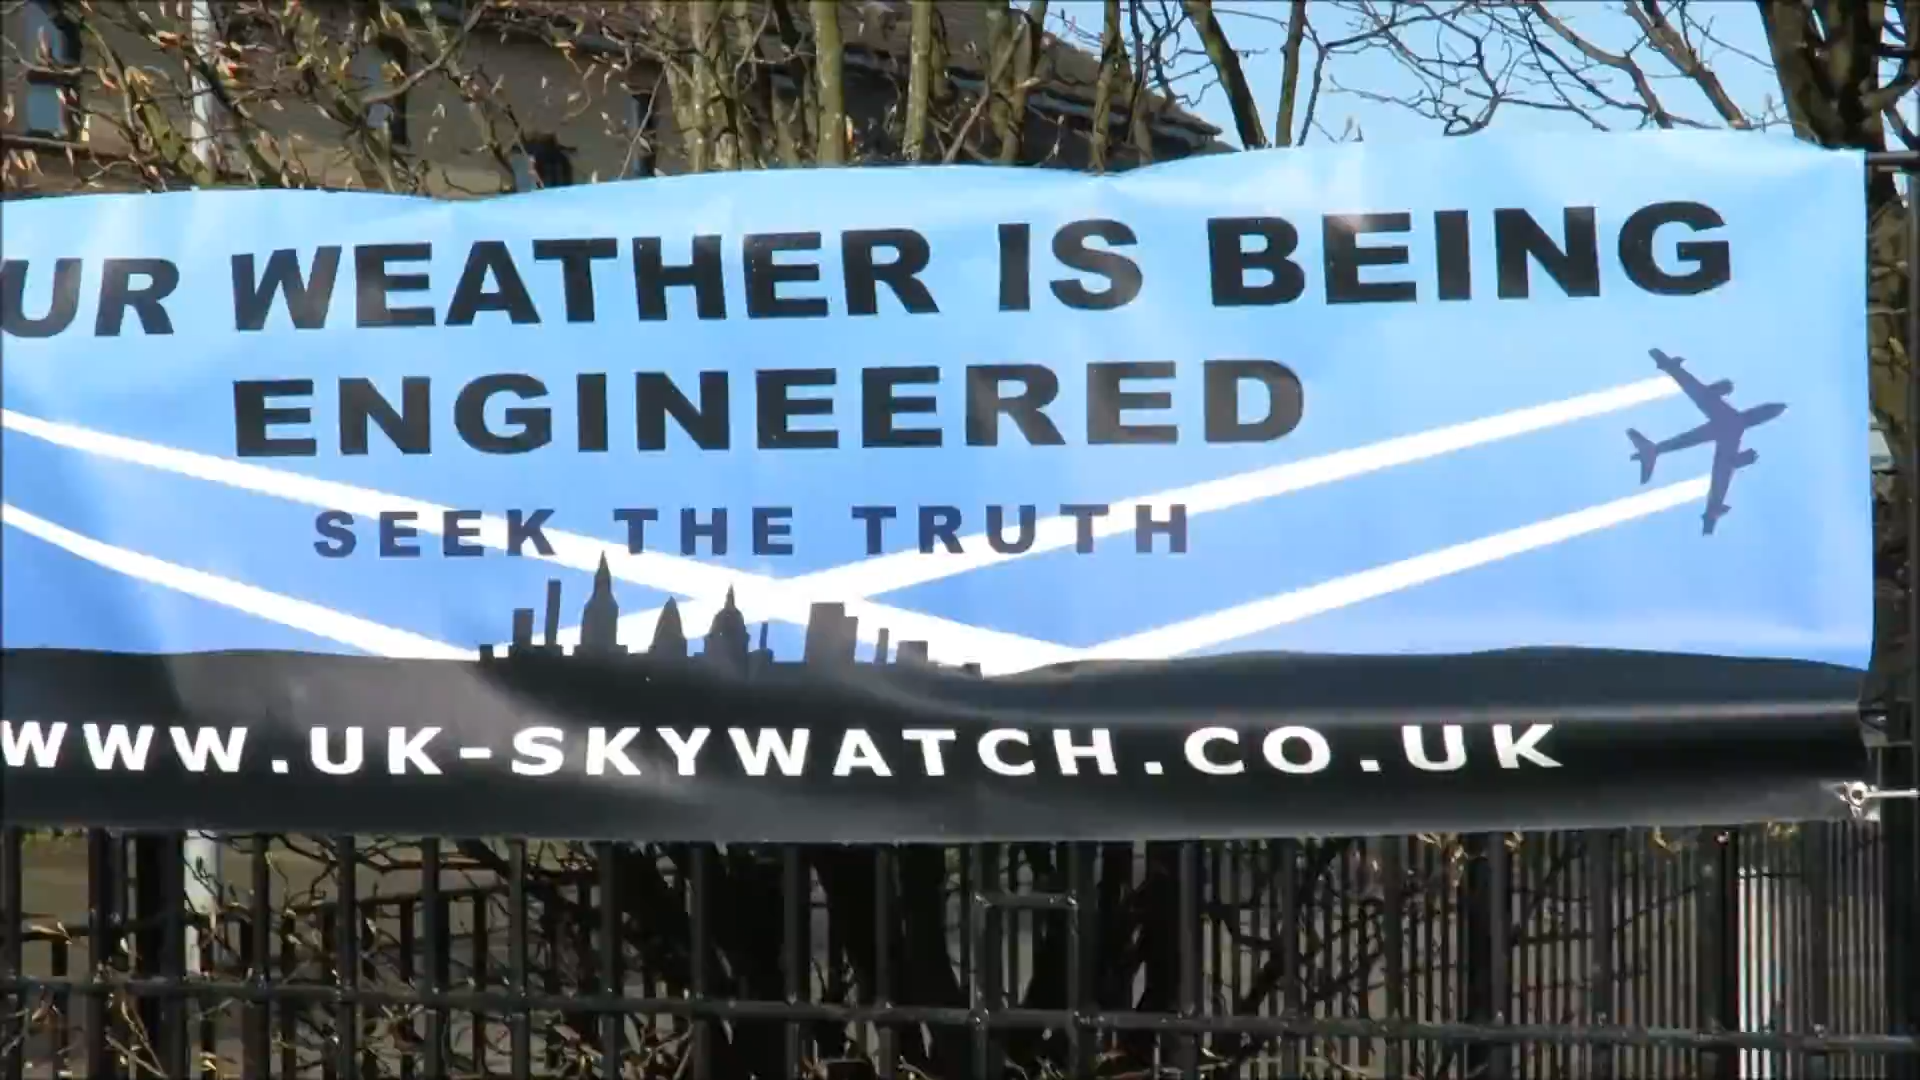 UR WEATHER IS BEING
ENGINEERED
SEEK THE TRUTH
WWW.UK-SKYWATCH.CO.UK